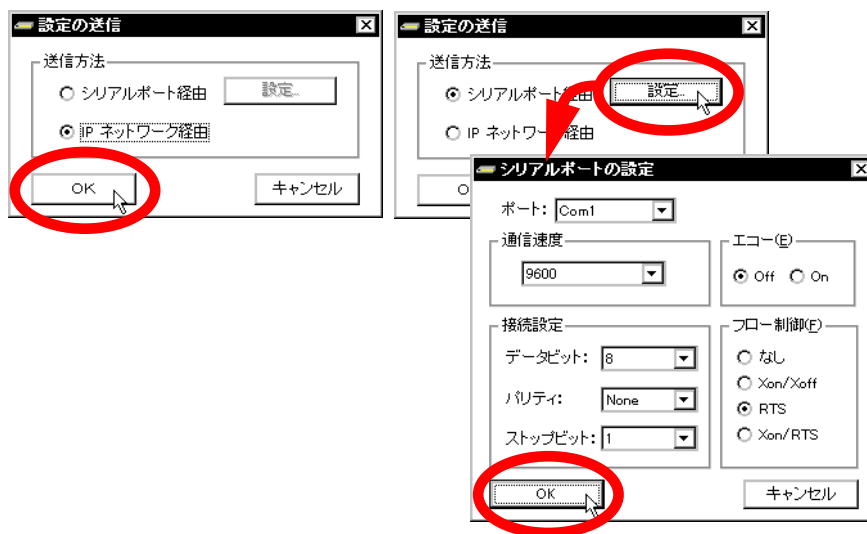 設定の送信
送信方法
シリアルポート経由
設定...
IP ネットワーク経由
OK
キャンセル
設定の送信
送信方法
シリアルポート経由
設定...
IP ネットワーク経由
シリアルポートの設定
ポート: Com1
通信速度
9600
エコー(E)
Off On
接続設定
データビット: 8
パリティ: None
ストップビット: 1
フロー制御(F)
なし
Xon/Xoff
RTS
Xon/RTS
OK
キャンセル